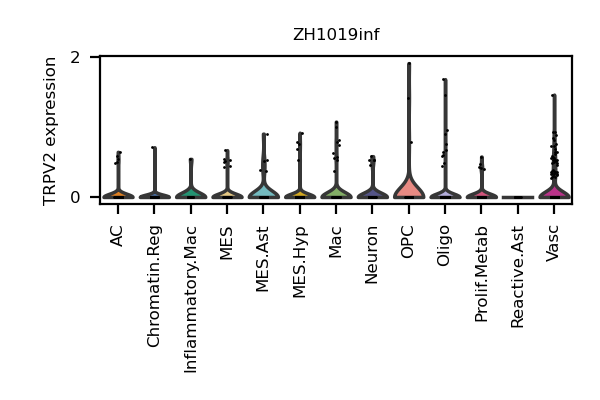 ZH1019inf
TRPV2 expression
2
0
AC
Chromatin.Reg
Inflammatory.Mac
MES
MES.Ast
MES.Hyp
Mac
Neuron
OPC
Oligo
Prolif.Metab
Reactive.Ast
Vasc